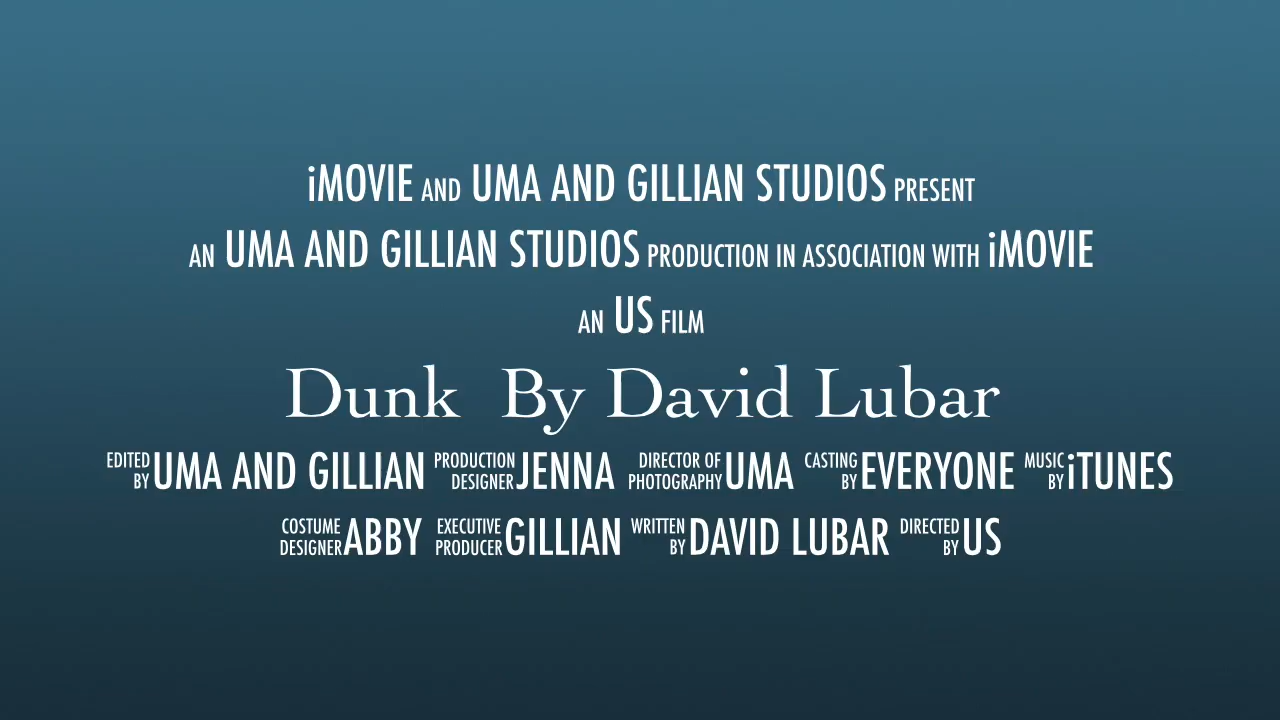 iMOVIE AND UMA AND GILLIAN STUDIOS PRESENT
AN UMA AND GILLIAN STUDIOS PRODUCTION IN ASSOCIATION WITH iMOVIE
AN US FILM
Dunk By David Lubar
EDITED BY UMA AND GILLIAN PRODUCTION DESIGNER JENNA DIRECTOR OF PHOTOGRAPHY UMA CASTING BY EVERYONE MUSIC BY iTUNES
COSTUME DESIGNER ABBY EXECUTIVE PRODUCER GILLIAN WRITTEN BY DAVID LUBAR DIRECTED BY US